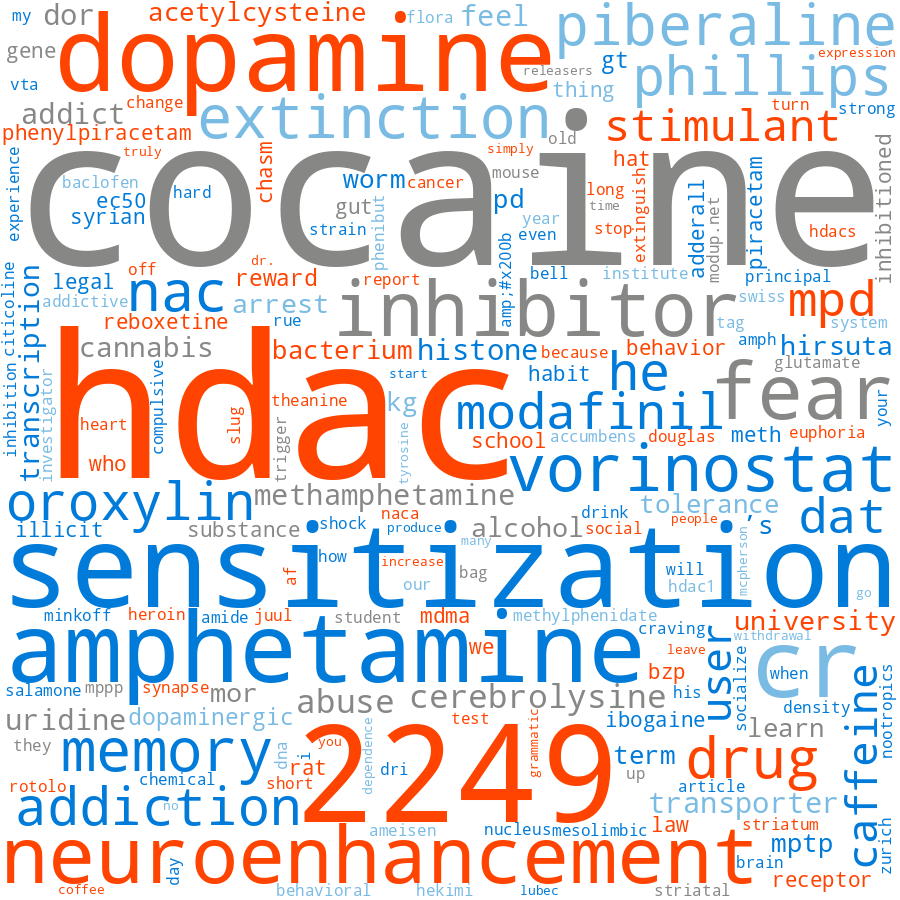 my
dor
acetylcysteine
flora
feel
piberaline
expression
gene
dopamine
releasers
gt
phillips
vta
change
thing
addict
extinction
turn
strong
phenylpiracetam
stimulant
truly
simply
old
experience
cocaine
baclofen
hard
chasm
worm
cancer
mouse
hat
long
extinguish
adderall
piracetam
inhibitioned
ec50
syrian
gut
strain
phenibut
pd
year
even
stop
time
modup.net
hdacs
dr.
off
report
bell
institute
principal
legal
nac
reward
arrest
inhibitor
amp;#x200b
swiss
mpd
addictive
citicoline
transcription
reboxetine
rue
tag
system
cannabis
bacterium
histone
because
behavior
amph
hirsuta
inhibition
investigator
compulsive
start
habit
he
glutamate
fear
hdac
heart
slug
theanine
kg
modafinil
your
who
trigger
tyrosine
school
accumbens
douglas
meth
euphoria
vorinostat
oroxylin
methamphetamine
tolerance
illicit
substance
shock
naca
produce
alcohol
drink
social
people
's
dat
sensitization
how
increase
many
will
mcpherson
af
our
bag
hdac1
go
minkoff
heroin
amide
juul
student
mdma
methylphenidate
craving
university
amphetamine
we
leave
withdrawal
user
socialize
cr
when
salamone
mppp
synapse
mor
abuse
cerebrolysine
bzp
his
ibogaine
density
caffeine
nootropics
uridine
dopaminergic
test
learn
they
memory
dna
i
you
dependence
2249
grammatic
term
drug
rat
up
rotolo
chemical
short
dri
article
addiction
no
transporter
ameisen
nucleus
mesolimbic
law
striatum
mptp
zurich
neuroenhancement
day
brain
receptor
coffee
behavioral
hekimi
lubec
striatal